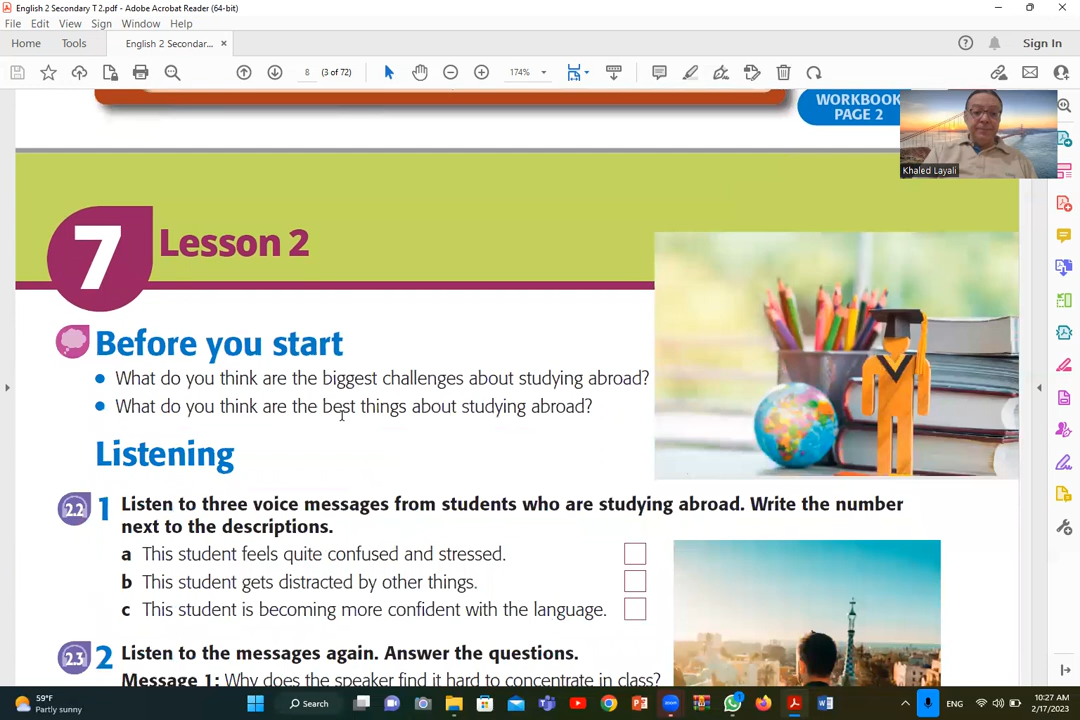 English 2 Secondary T 2.pdf - Adobe Acrobat Reader (64-bit)
File Edit View Sign Window Help
Home Tools English 2 Secondar... × Sign In
8 (3 of 72) 174%
WORKBOOK
PAGE 2
Khaled Layali
7 Lesson 2
Before you start
• What do you think are the biggest challenges about studying abroad?
• What do you think are the best things about studying abroad?
Listening
2.2 1 Listen to three voice messages from students who are studying abroad. Write the number
next to the descriptions.
a This student feels quite confused and stressed.
b This student gets distracted by other things.
c This student is becoming more confident with the language.
2.3 2 Listen to the messages again. Answer the questions.
Message 1: Why does the speaker find it hard to concentrate in class?
59°F
Partly sunny
Search
ENG
10:27 AM
2/17/2023